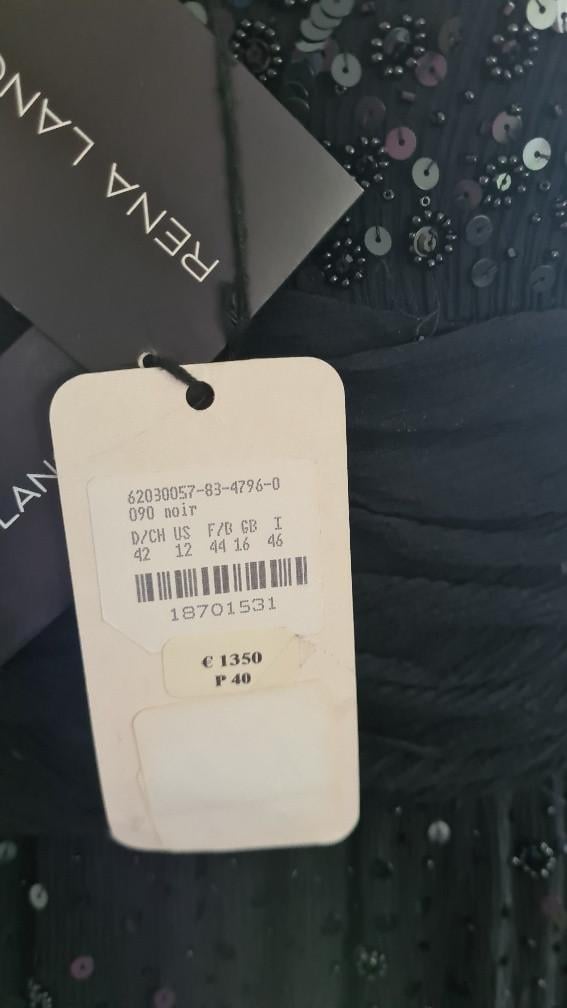 RENA LANG
LAN
62030057-83-4796-0
090 noir
D/CH US F/B GB I
42 12 44 16 46
18701531
€ 1350
P 40